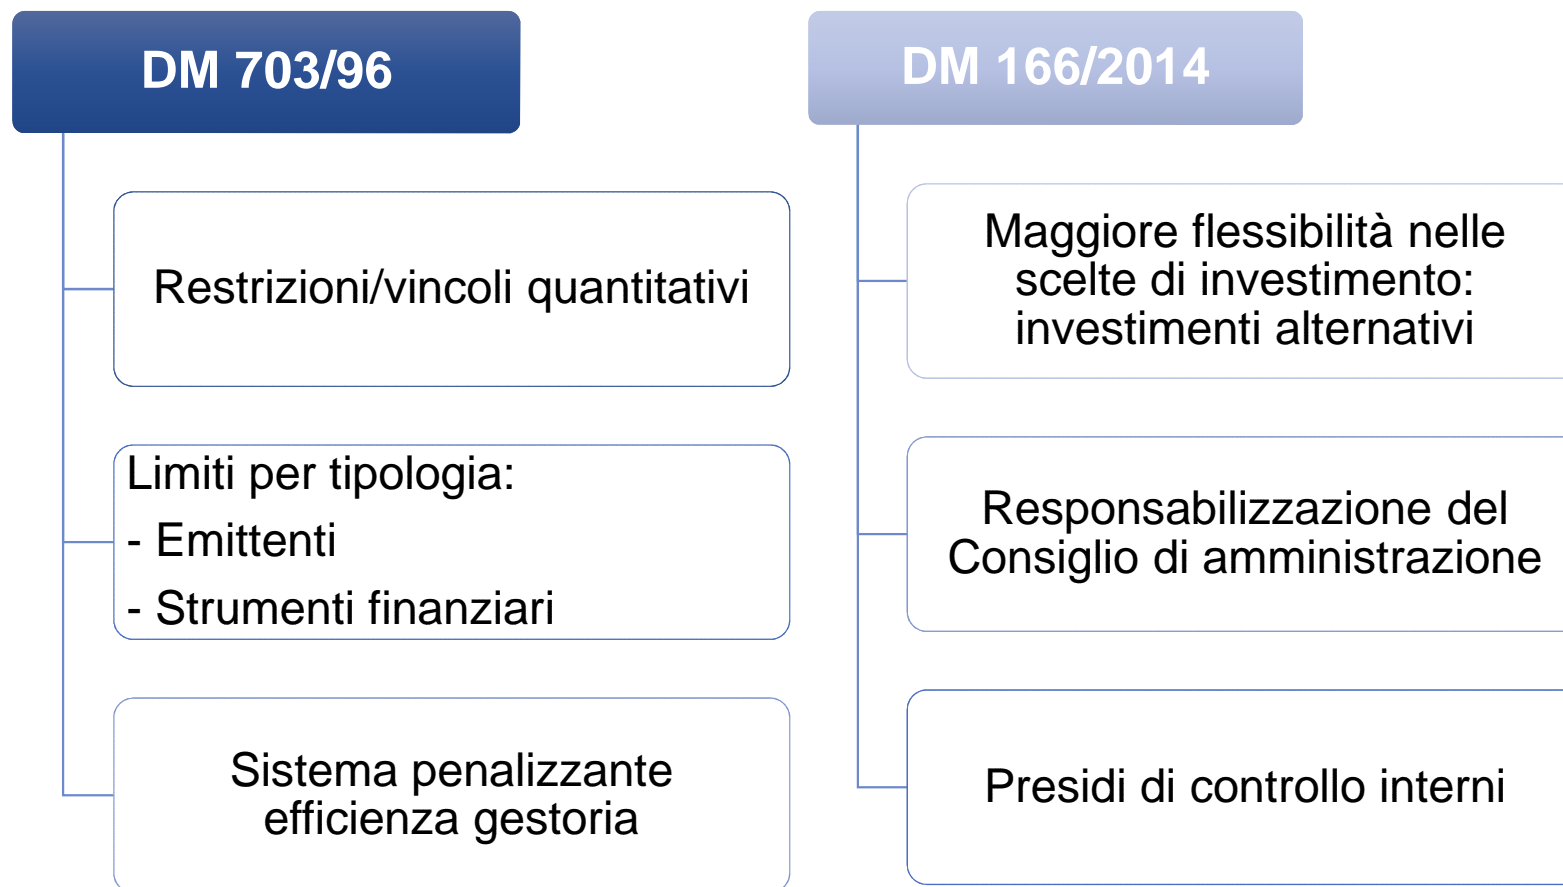 DM 703/96
Restrizioni/vincoli quantitativi
Limiti per tipologia:
- Emittenti
- Strumenti finanziari
Sistema penalizzante
efficienza gestoria
DM 166/2014
Maggiore flessibilità nelle
scelte di investimento:
investimenti alternativi
Responsabilizzazione del
Consiglio di amministrazione
Presidi di controllo interni